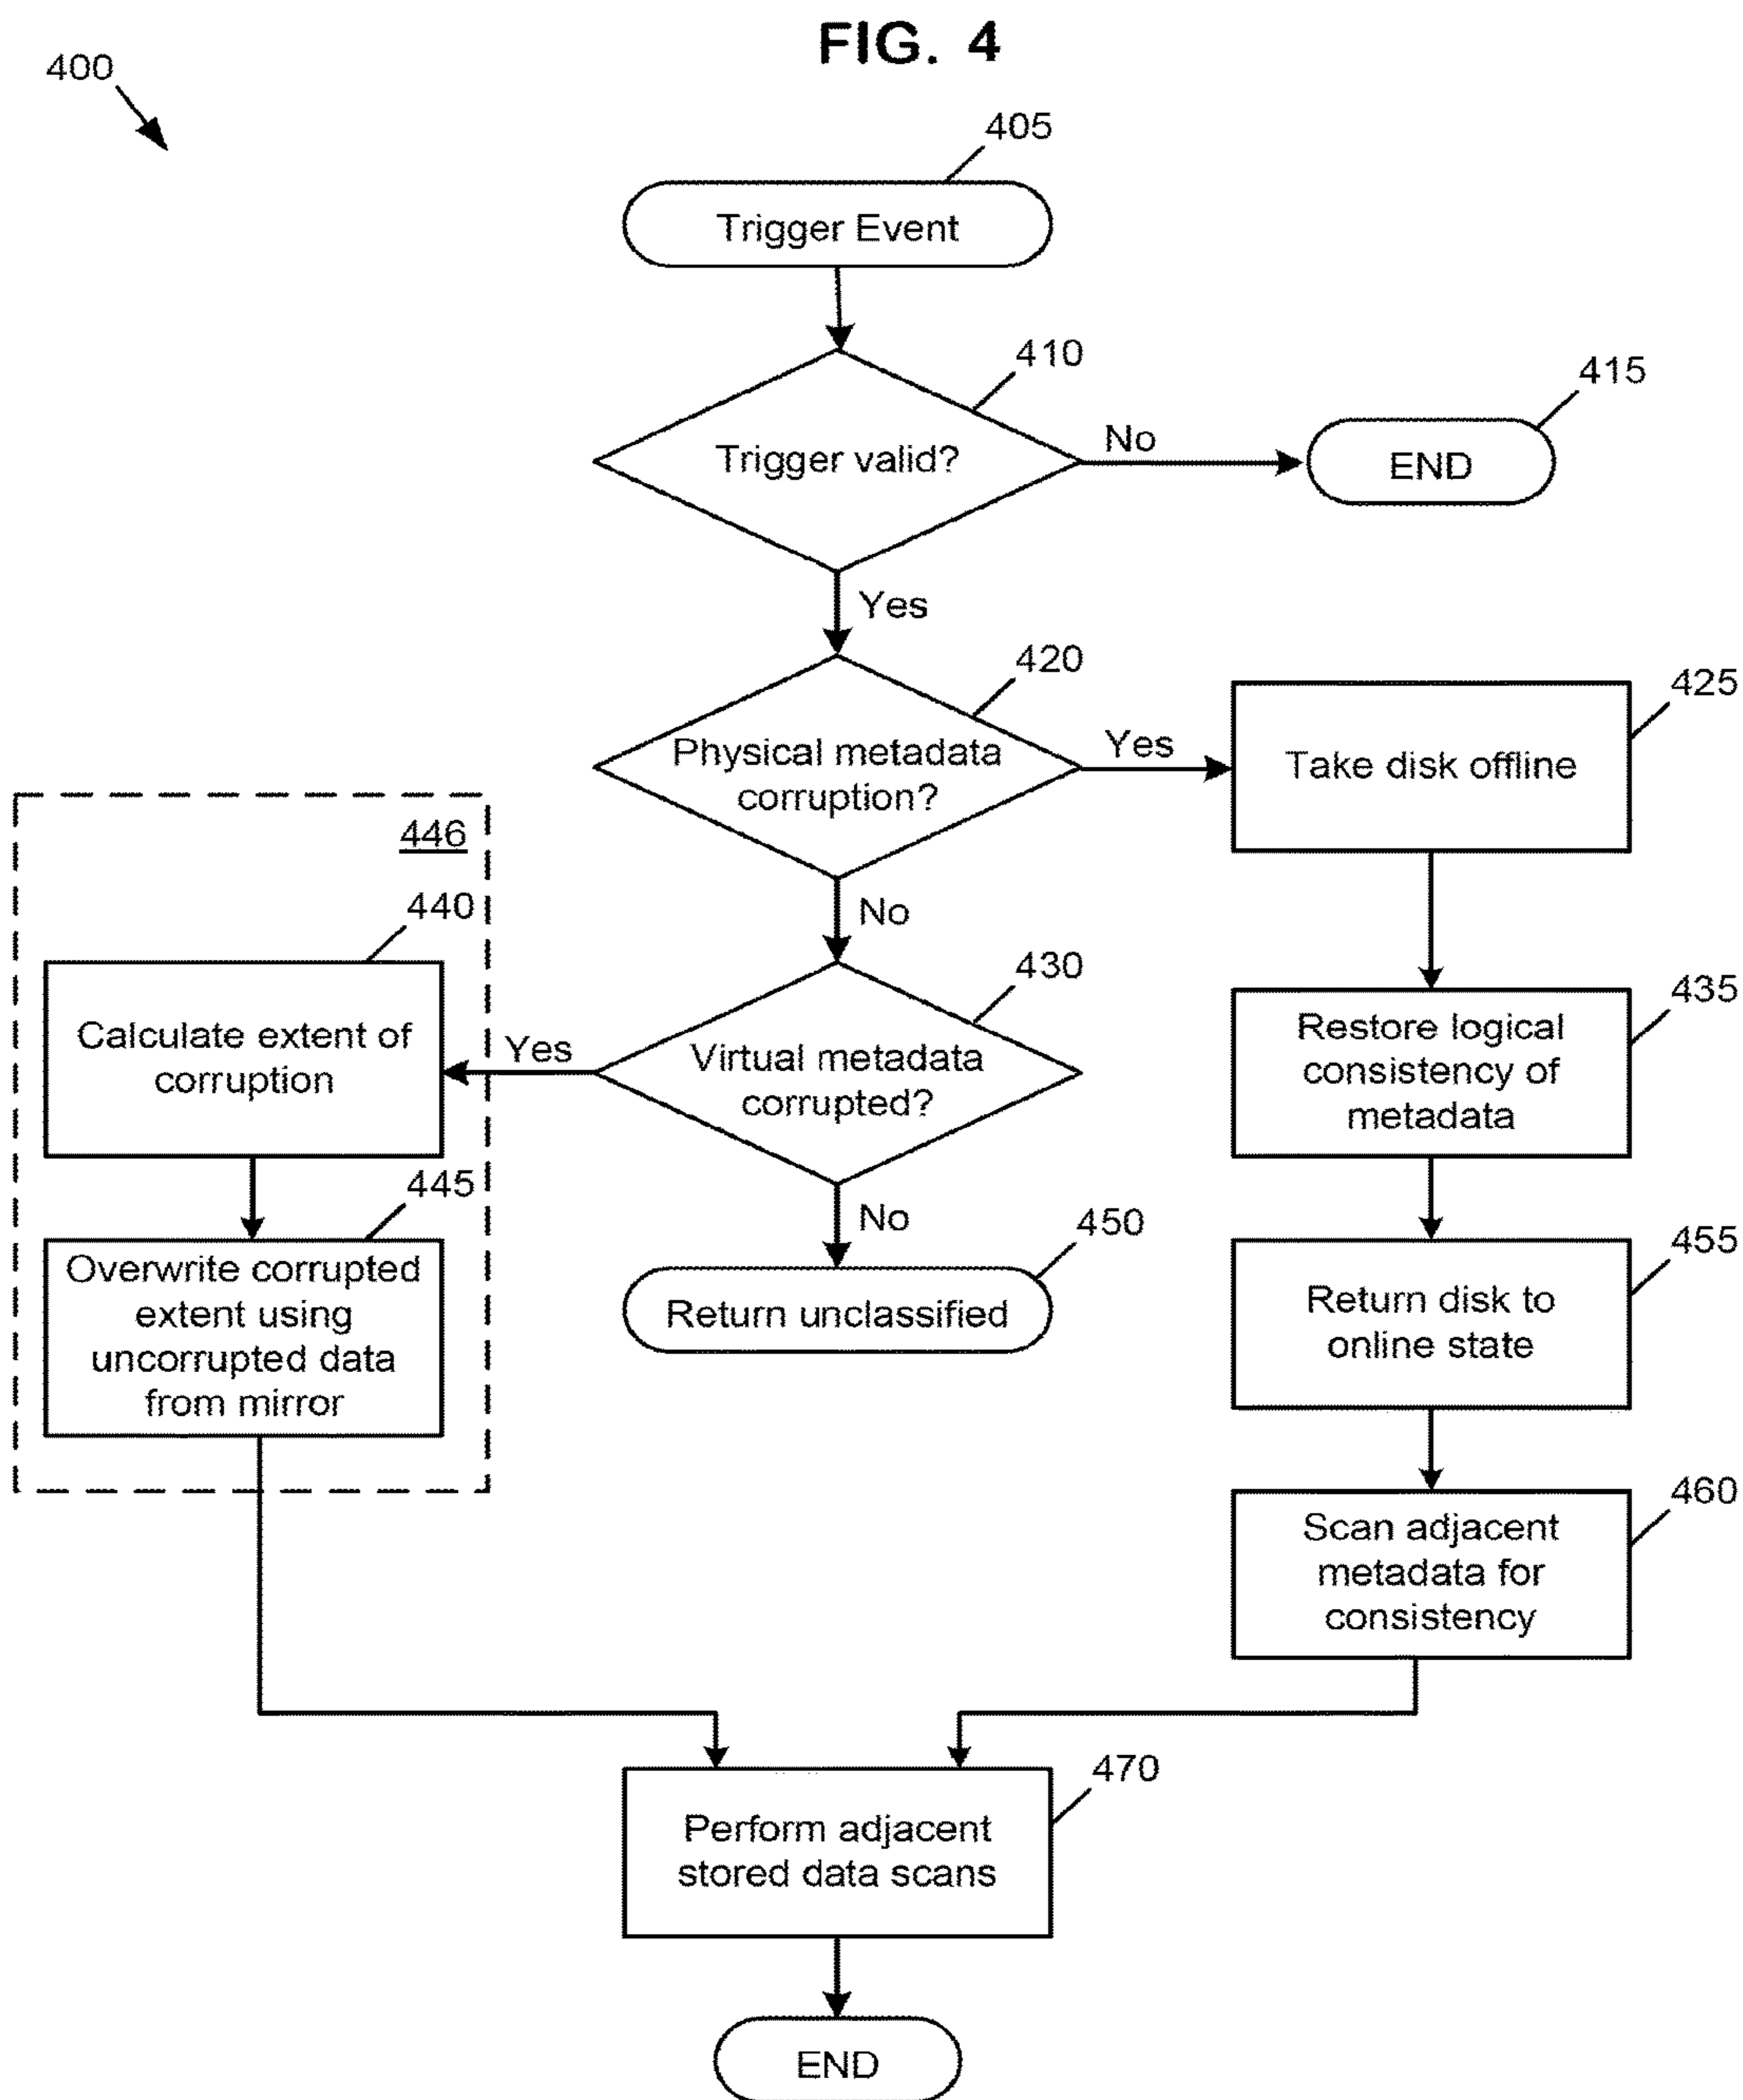 FIG. 4
400
405
Trigger Event
410
Trigger valid?
No
415
END
Yes
420
Physical metadata
corruption?
Yes
425
Take disk offline
No
430
Virtual metadata
corrupted?
Yes
446
440
Calculate extent of
corruption
445
Overwrite corrupted
extent using
uncorrupted data
from mirror
No
450
Return unclassified
435
Restore logical
consistency of
metadata
455
Return disk to
online state
460
Scan adjacent
metadata for
consistency
470
Perform adjacent
stored data scans
END